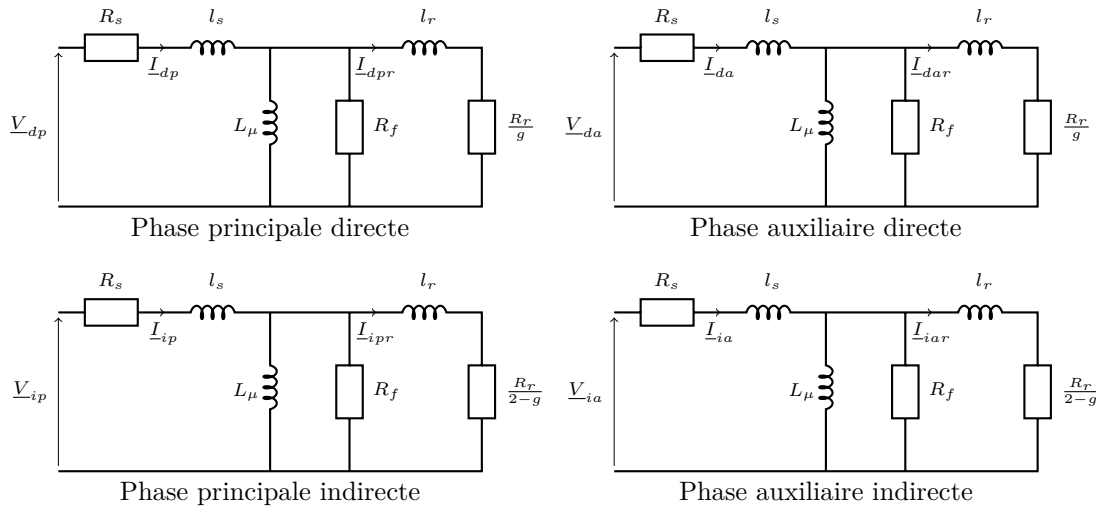 R_s l_s l_r
I_dp I_dpr
V_dp L_μ R_f R_r/g
Phase principale directe
R_s l_s l_r
I_da I_dar
V_da L_μ R_f R_r/g
Phase auxiliaire directe
R_s l_s l_r
I_ip I_ipr
V_ip L_μ R_f R_r/2−g
Phase principale indirecte
R_s l_s l_r
I_ia I_iar
V_ia L_μ R_f R_r/2−g
Phase auxiliaire indirecte